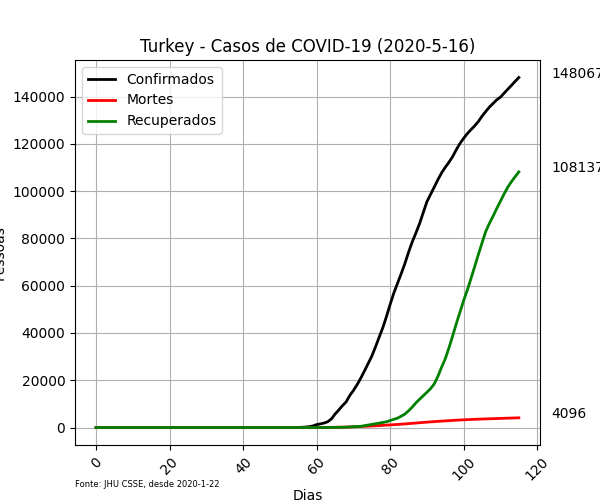 Turkey - Casos de COVID-19 (2020-5-16)
Confirmados
Mortes
Recuperados
148067
108137
4096
140000
120000
100000
80000
60000
40000
20000
0
0 20 40 60 80 100 120
Dias
Fonte: JHU CSSE, desde 2020-1-22